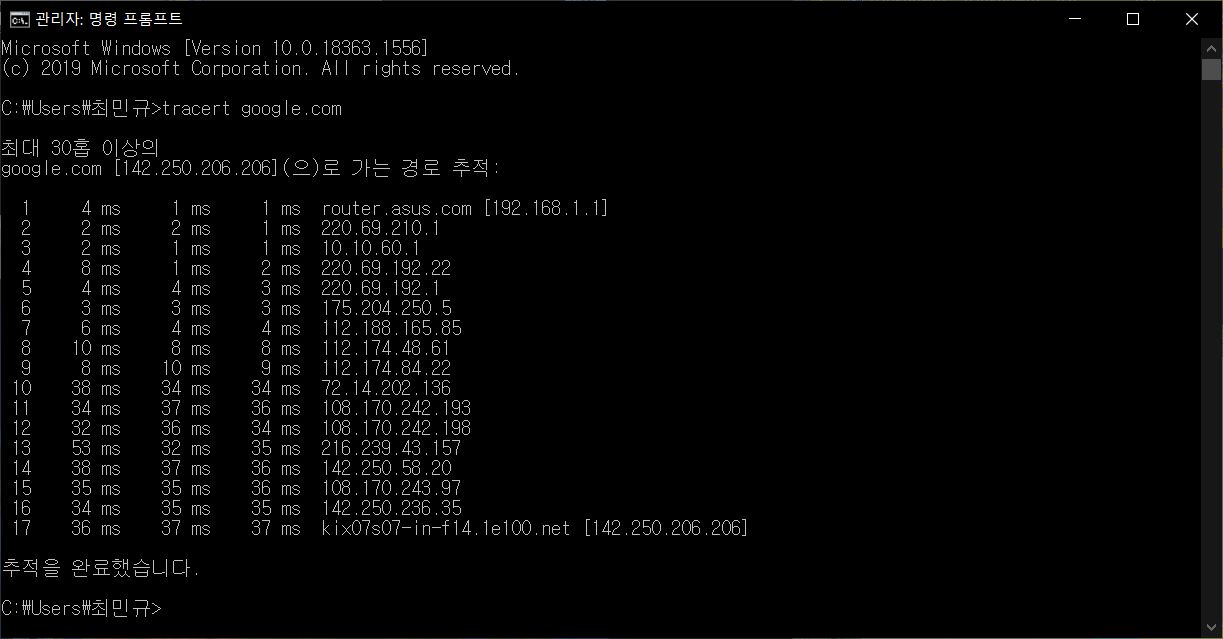 관리자: 명령 프롬프트
Microsoft Windows [Version 10.0.18363.1556]
(c) 2019 Microsoft Corporation. All rights reserved.
C:₩Users₩최민규>tracert google.com
최대 30홉 이상의
google.com [142.250.206.206](으)로 가는 경로 추적:
1 4 ms 1 ms 1 ms router.asus.com [192.168.1.1]
2 2 ms 2 ms 1 ms 220.69.210.1
3 2 ms 1 ms 1 ms 10.10.60.1
4 8 ms 1 ms 2 ms 220.69.192.22
5 4 ms 4 ms 3 ms 220.69.192.1
6 3 ms 3 ms 3 ms 175.204.250.5
7 6 ms 4 ms 4 ms 112.188.165.85
8 10 ms 8 ms 8 ms 112.174.48.61
9 8 ms 10 ms 9 ms 112.174.84.22
10 38 ms 34 ms 34 ms 72.14.202.136
11 34 ms 37 ms 36 ms 108.170.242.193
12 32 ms 36 ms 34 ms 108.170.242.198
13 53 ms 32 ms 35 ms 216.239.43.157
14 38 ms 37 ms 36 ms 142.250.58.20
15 35 ms 35 ms 36 ms 108.170.243.97
16 34 ms 35 ms 35 ms 142.250.236.35
17 36 ms 37 ms 37 ms kix07s07-in-f14.1e100.net [142.250.206.206]
추적을 완료했습니다.
C:₩Users₩최민규>